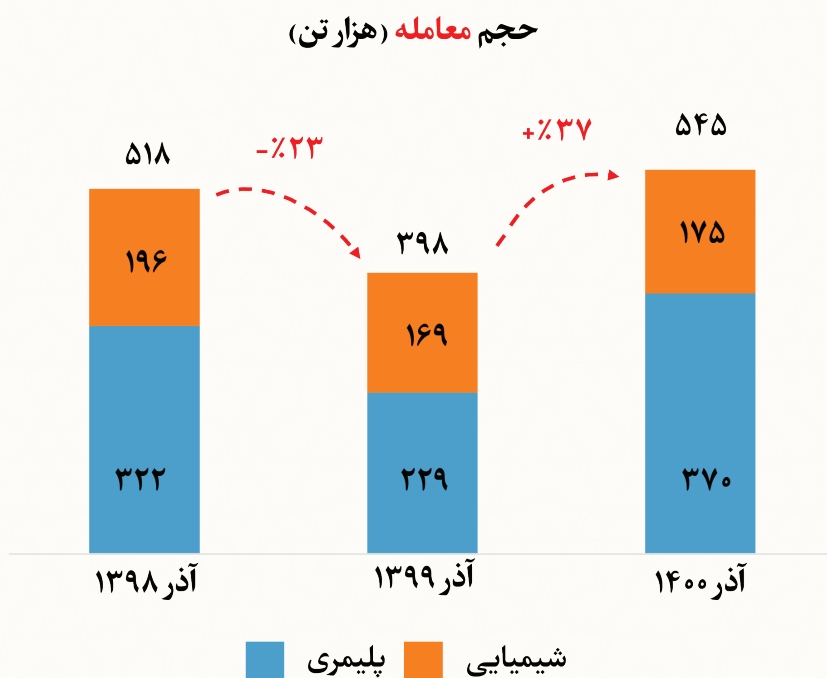 حجم معامله (هزار تن)
۵۴۵
+٪۳۷
-٪۲۳
۵۱۸
۳۹۸
۱۷۵
۱۹۶
۱۶۹
۳۷۰
۲۲۹
۳۲۲
آذر ۱۴۰۰
آذر ۱۳۹۹
آذر ۱۳۹۸
شیمیایی
پلیمری